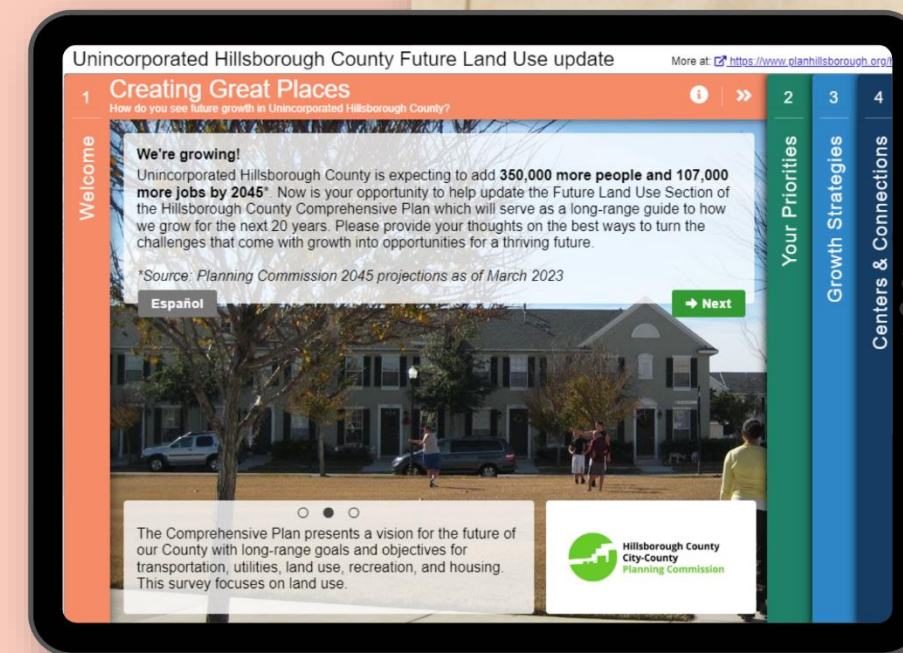 Unincorporated Hillsborough County Future Land Use update
More at: https://www.planhillsborough.org/
1
Creating Great Places
How do you see future growth in Unincorporated Hillsborough County?
Welcome
We're growing!
Unincorporated Hillsborough County is expecting to add 350,000 more people and 107,000
more jobs by 2045*. Now is your opportunity to help update the Future Land Use Section of
the Hillsborough County Comprehensive Plan which will serve as a long-range guide to how
we grow for the next 20 years. Please provide your thoughts on the best ways to turn the
challenges that come with growth into opportunities for a thriving future.
*Source: Planning Commission 2045 projections as of March 2023
Español
Next
The Comprehensive Plan presents a vision for the future of
our County with long-range goals and objectives for
transportation, utilities, land use, recreation, and housing.
This survey focuses on land use.
Hillsborough County
City-County
Planning Commission
2
Your Priorities
3
Growth Strategies
4
Centers & Connections